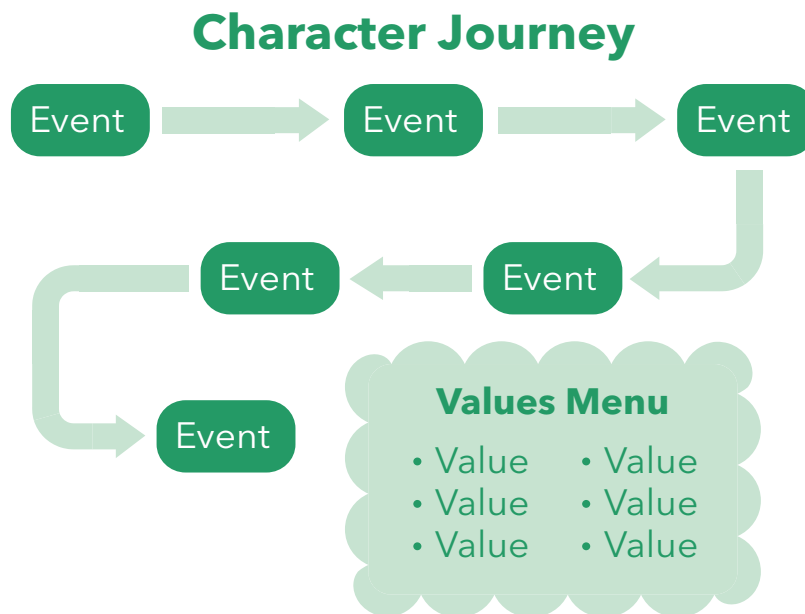 Character Journey
Event
Event
Event
Event
Event
Event
Values Menu
• Value
• Value
• Value
• Value
• Value
• Value